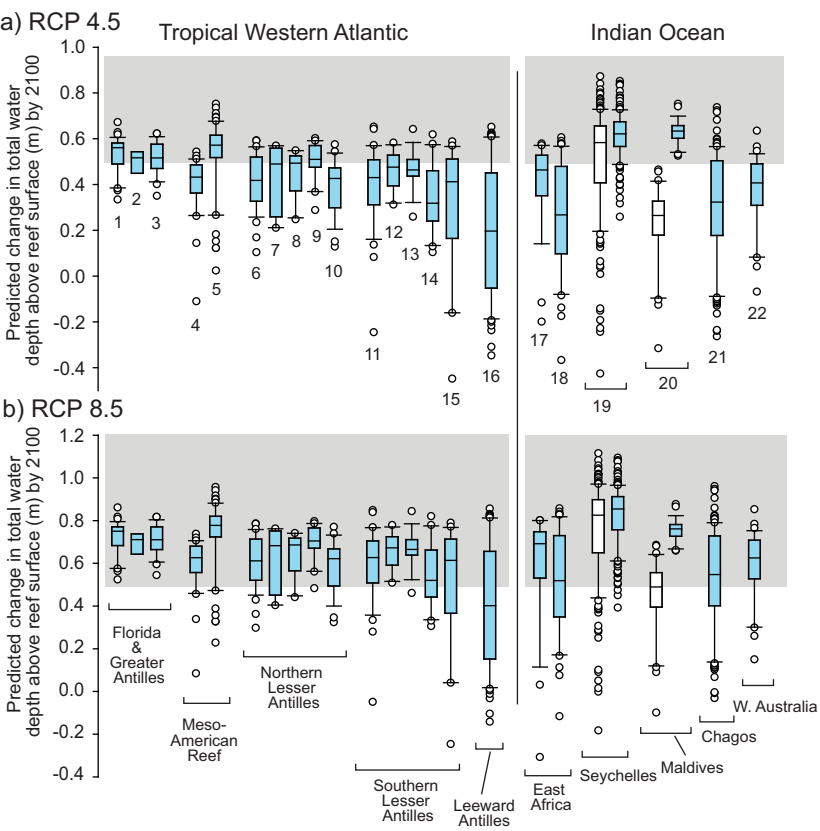 a) RCP 4.5
Tropical Western Atlantic
Indian Ocean
Predicted change in total water
depth above reef surface (m) by 2100
1.0
0.8
0.6
0.4
0.2
0.0
-0.2
-0.4
1
2
3
4
5
6
7
8
9
10
11
12
13
14
15
16
17
18
19
20
21
22
b) RCP 8.5
Predicted change in total water
depth above reef surface (m) by 2100
1.2
1.0
0.8
0.6
0.4
0.2
0.0
-0.2
-0.4
Florida
&
Greater
Antilles
Meso-
American
Reef
Northern
Lesser
Antilles
Southern
Lesser
Antilles
Leeward
Antilles
East
Africa
Seychelles
Maldives
Chagos
W. Australia